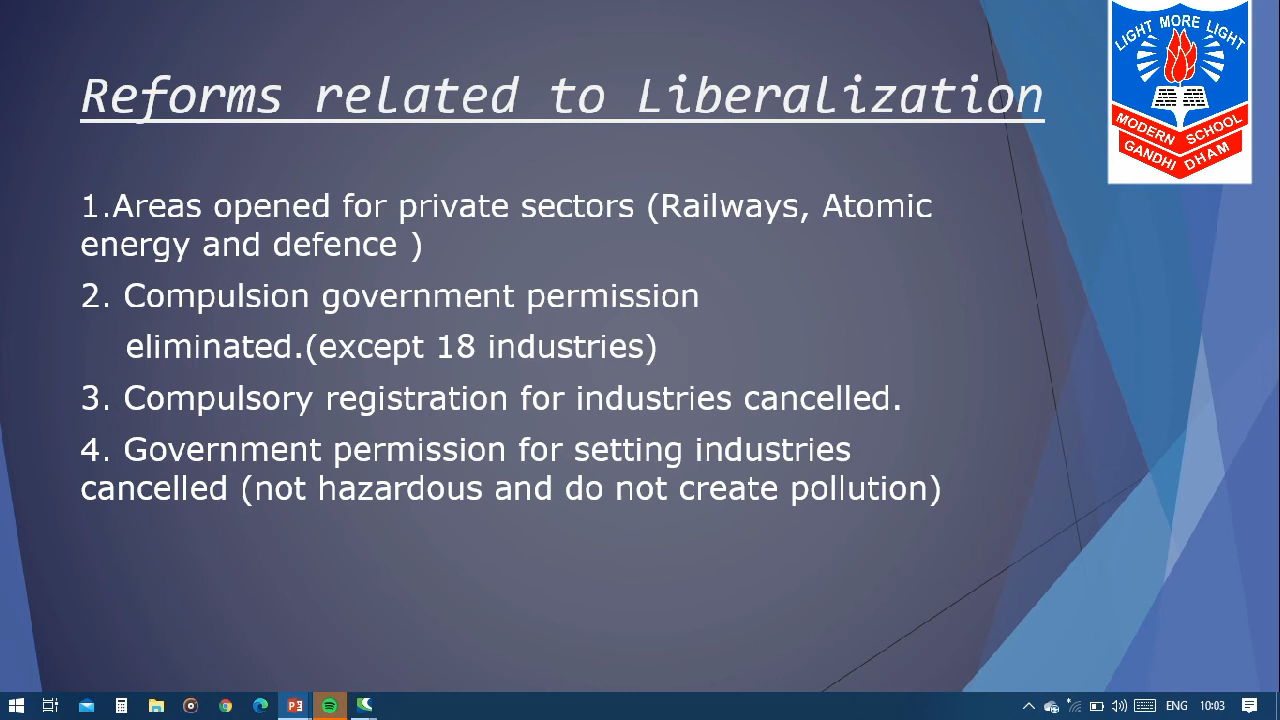 Reforms related to Liberalization
LIGHT MORE LIGHT
MODERN SCHOOL
GANDHI DHAM
1.Areas opened for private sectors (Railways, Atomic
energy and defence )
2. Compulsion government permission
eliminated.(except 18 industries)
3. Compulsory registration for industries cancelled.
4. Government permission for setting industries
cancelled (not hazardous and do not create pollution)
ENG 10:03